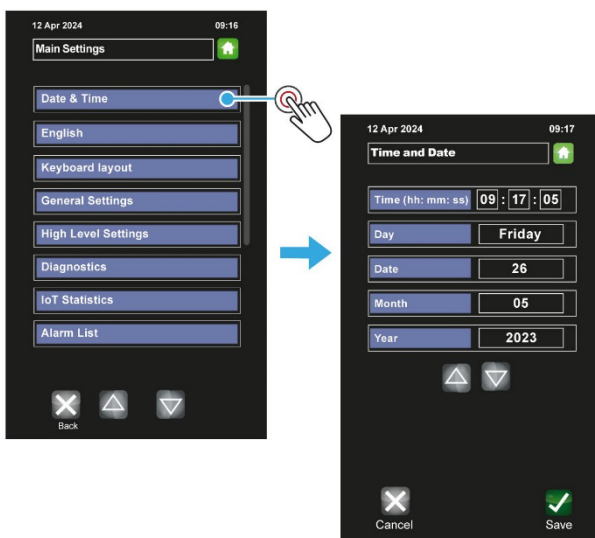 12 Apr 2024 09:16
Main Settings
Date & Time
English
Keyboard layout
General Settings
High Level Settings
Diagnostics
IoT Statistics
Alarm List
Back
12 Apr 2024 09:17
Time and Date
Time (hh: mm: ss) 09 : 17 : 05
Day Friday
Date 26
Month 05
Year 2023
Cancel Save